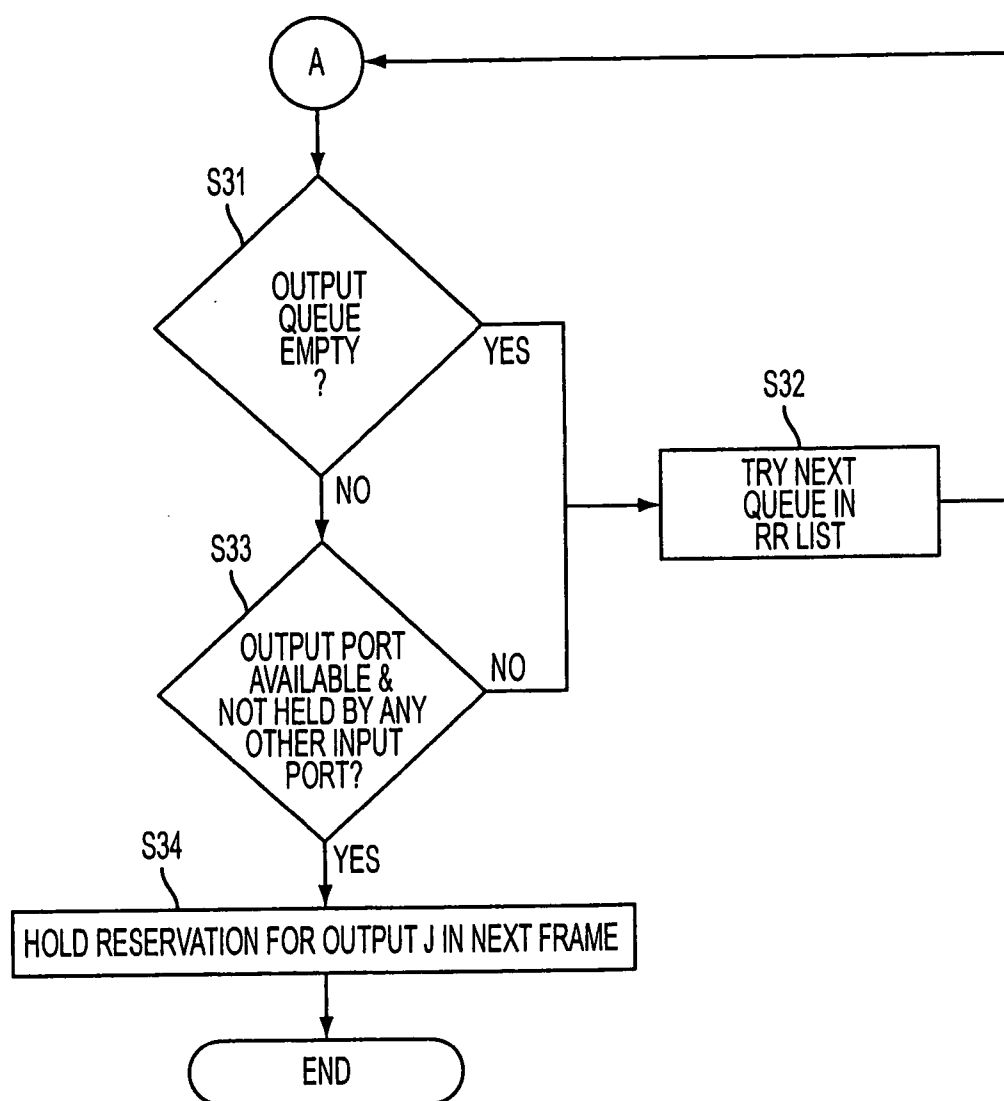 A
S31
OUTPUT
QUEUE
EMPTY
?
YES
NO
S32
TRY NEXT
QUEUE IN
RR LIST
S33
OUTPUT PORT
AVAILABLE &
NOT HELD BY ANY
OTHER INPUT
PORT?
NO
YES
S34
HOLD RESERVATION FOR OUTPUT J IN NEXT FRAME
END